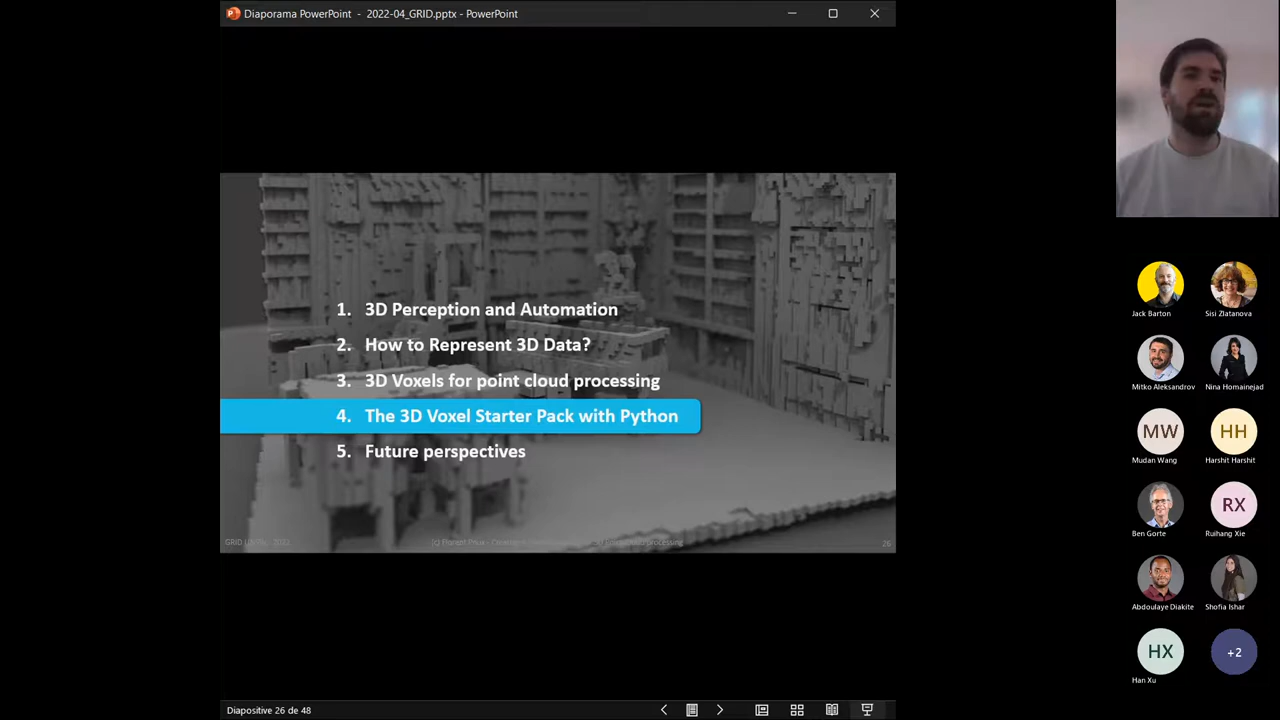 Diaporama PowerPoint - 2022-04_GRID.pptx - PowerPoint
1. 3D Perception and Automation
2. How to Represent 3D Data?
3. 3D Voxels for point cloud processing
4. The 3D Voxel Starter Pack with Python
5. Future perspectives
26
Diapositive 26 de 48
Jack Barton
Sisi Zlatanova
Mitko Aleksandrov
Nina Homainejad
MW
HH
Mudan Wang
Harshit Harshit
RX
Ben Gorte
Ruihang Xie
Abdoulaye Diakite
Shofia Ishar
HX
+2
Han Xu